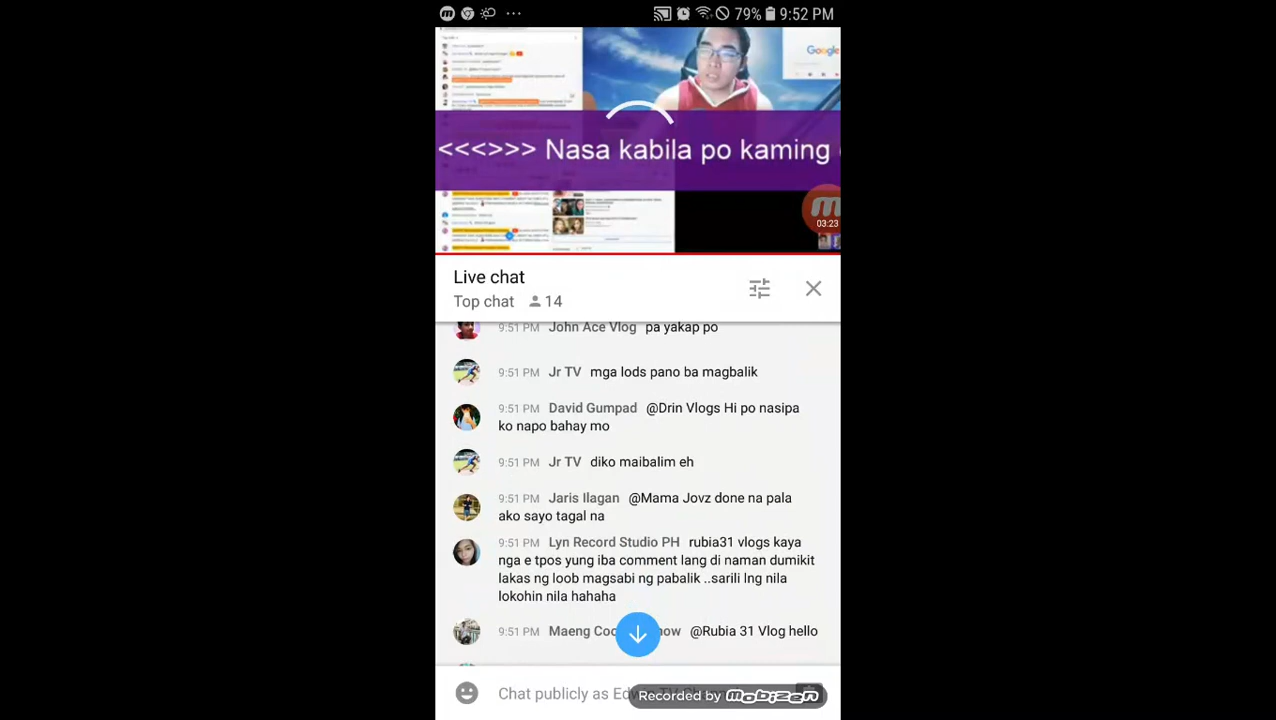 79% 9:52 PM
Google
<<<>>> Nasa kabila po kaming
03:23
Live chat
Top chat 14
9:51 PM John Ace Vlog pa yakap po
9:51 PM Jr TV mga lods pano ba magbalik
9:51 PM David Gumpad @Drin Vlogs Hi po nasipa
ko napo bahay mo
9:51 PM Jr TV diko maibalim eh
9:51 PM Jaris Ilagan @Mama Jovz done na pala
ako sayo tagal na
9:51 PM Lyn Record Studio PH rubia31 vlogs kaya
nga e tpos yung iba comment lang di naman dumikit
lakas ng loob magsabi ng pabalik ..sarili lng nila
lokohin nila hahaha
9:51 PM Maeng @Rubia 31 Vlog hello
Chat publicly as
Recorded by mobizen